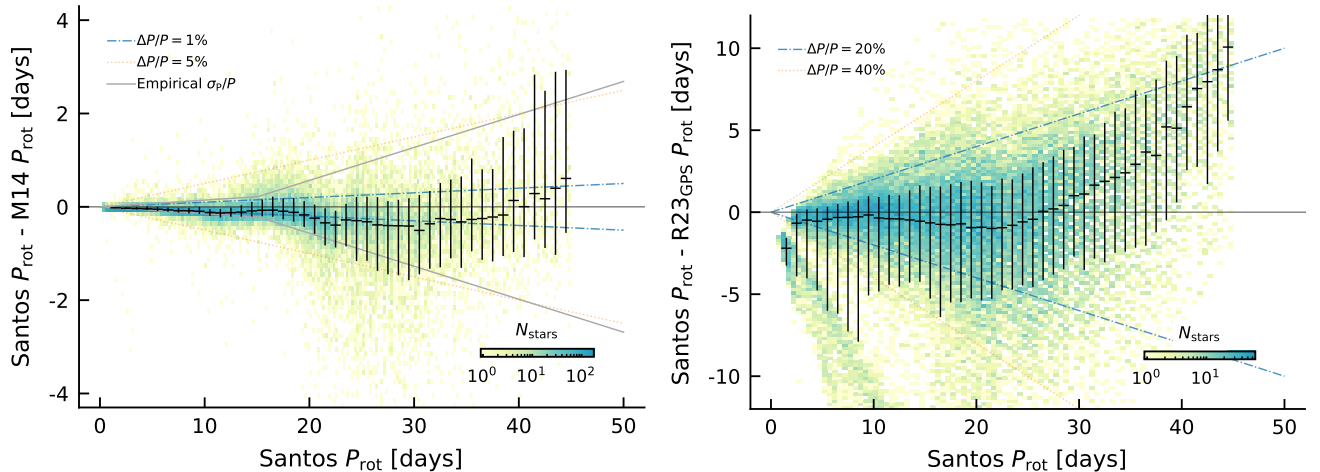 4
2
0
-2
-4
Santos P_rot - M14 P_rot [days]
ΔP/P = 1%
ΔP/P = 5%
Empirical σ_P/P
N_stars
10^0 10^1 10^2
0 10 20 30 40 50
Santos P_rot [days]
10
5
0
-5
-10
Santos P_rot - R23_GPS P_rot [days]
ΔP/P = 20%
ΔP/P = 40%
N_stars
10^0 10^1
0 10 20 30 40 50
Santos P_rot [days]